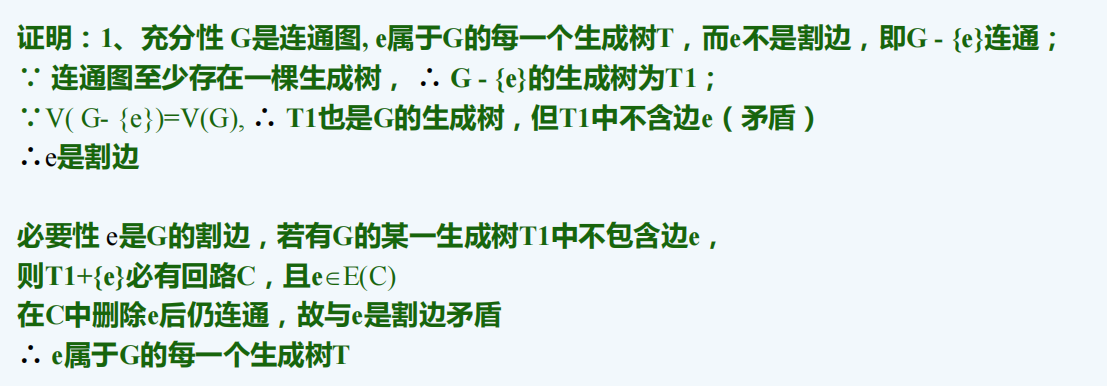 证明：1、充分性 G是连通图, e属于G的每一个生成树T，而e不是割边，即G - {e}连通；
∵ 连通图至少存在一棵生成树， ∴ G - {e}的生成树为T1；
∵V( G- {e})=V(G), ∴ T1也是G的生成树，但T1中不含边e（矛盾）
∴e是割边
必要性 e是G的割边，若有G的某一生成树T1中不包含边e，
则T1+{e}必有回路C，且e∈E(C)
在C中删除e后仍连通，故与e是割边矛盾
∴ e属于G的每一个生成树T